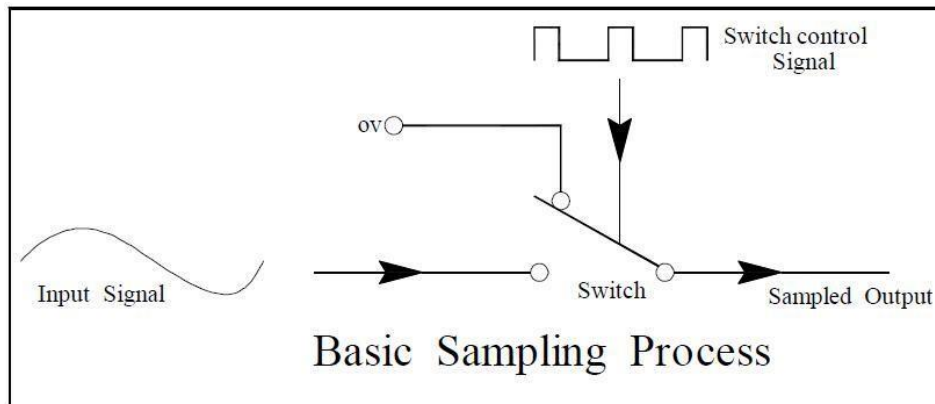 Switch control
Signal
ov
Input Signal
Switch
Sampled Output
Basic Sampling Process